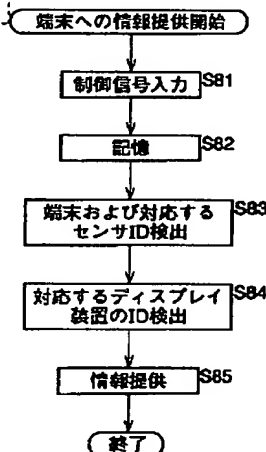 端末への情報提供開始
制御信号入力 S81
記憶 S82
端末および対応する
センサID検出 S83
対応するディスプレイ
装置のID検出 S84
情報提供 S85
終了